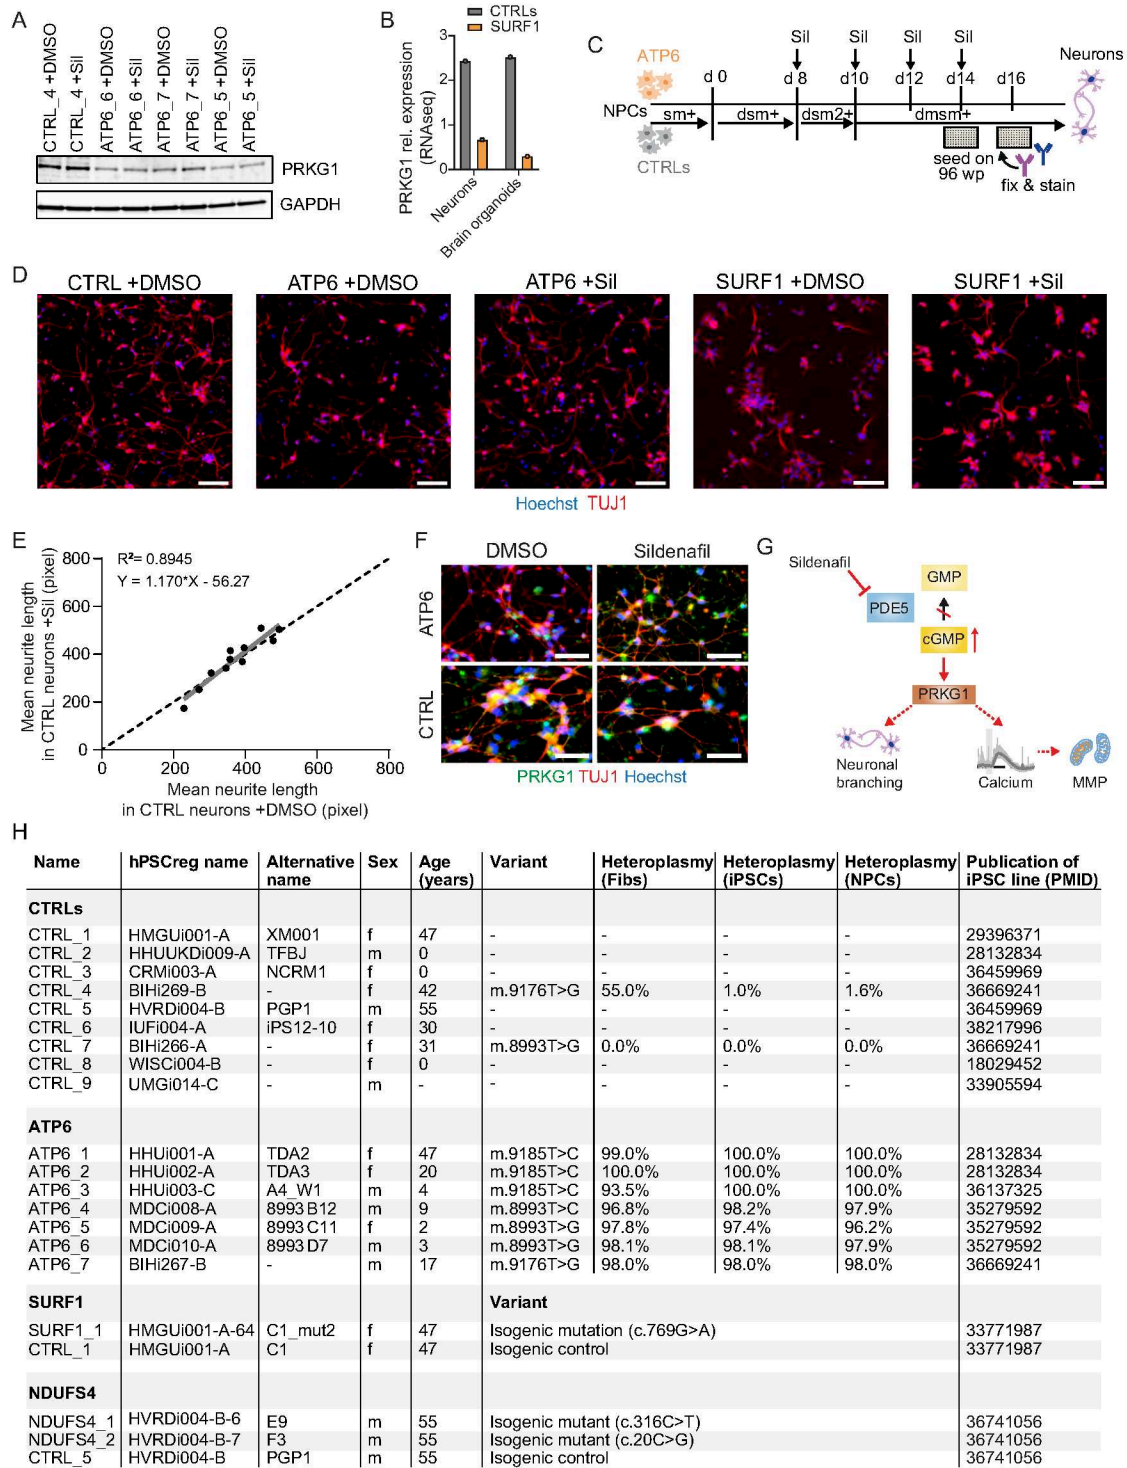 A
CTRL_4 +DMSO
CTRL_4 +Sil
ATP6_6 +DMSO
ATP6_6 +Sil
ATP6_7 +DMSO
ATP6_7 +Sil
ATP6_5 +DMSO
ATP6_5 +Sil
PRKG1
GAPDH
B
CTRLs
SURF1
PRKG1 rel. expression
(RNAseq)
3
2
1
0
Neurons
Brain organoids
C
Sil Sil Sil Sil
Neurons
ATP6
d 0 d 8 d10 d12 d14 d16
NPCs
sm+ dsm+ dsm2+ dmsm+
CTRLs
seed on
96 wp
fix & stain
D
CTRL +DMSO ATP6 +DMSO ATP6 +Sil SURF1 +DMSO SURF1 +Sil
Hoechst TUJ1
E
R²= 0.8945
Y = 1.170*X - 56.27
Mean neurite length
in CTRL neurons +Sil (pixel)
800
600
400
200
0
0 200 400 600 800
Mean neurite length
in CTRL neurons +DMSO (pixel)
F
DMSO Sildenafil
ATP6
CTRL
PRKG1 TUJ1 Hoechst
G
Sildenafil
GMP
PDE5
cGMP
PRKG1
Neuronal
branching
Calcium
MMP
H
Name hPSCreg name Alternative name Sex Age (years) Variant Heteroplasmy (Fibs) Heteroplasmy (iPSCs) Heteroplasmy (NPCs) Publication of iPSC line (PMID)
CTRLs
CTRL_1 HMGUi001-A XM001 f 47 - - - - 29396371
CTRL_2 HHUUKDi009-A TFBJ m 0 - - - - 28132834
CTRL_3 CRMi003-A NCRM1 f 0 - - - - 36459969
CTRL_4 BIHi269-B - f 42 m.9176T>G 55.0% 1.0% 1.6% 36669241
CTRL_5 HVRDi004-B PGP1 m 55 - - - - 36459969
CTRL_6 IUFi004-A iPS12-10 f 30 - - - - 38217996
CTRL_7 BIHi266-A - f 31 m.8993T>G 0.0% 0.0% 0.0% 36669241
CTRL_8 WISCi004-B - f 0 - - - - 18029452
CTRL_9 UMGi014-C - m - - - - - 33905594
ATP6
ATP6_1 HHUi001-A TDA2 f 47 m.9185T>C 99.0% 100.0% 100.0% 28132834
ATP6_2 HHUi002-A TDA3 f 20 m.9185T>C 100.0% 100.0% 100.0% 28132834
ATP6_3 HHUi003-C A4_W1 m 4 m.9185T>C 93.5% 100.0% 100.0% 36137325
ATP6_4 MDCi008-A 8993 B12 m 9 m.8993T>C 96.8% 98.2% 97.9% 35279592
ATP6_5 MDCi009-A 8993 C11 f 2 m.8993T>G 97.8% 97.4% 96.2% 35279592
ATP6_6 MDCi010-A 8993 D7 m 3 m.8993T>G 98.1% 98.1% 97.9% 35279592
ATP6_7 BIHi267-B - m 17 m.9176T>G 98.0% 98.0% 98.0% 36669241
SURF1 Variant
SURF1_1 HMGUi001-A-64 C1_mut2 f 47 Isogenic mutation (c.769G>A) 33771987
CTRL_1 HMGUi001-A C1 f 47 Isogenic control 33771987
NDUFS4
NDUFS4_1 HVRDi004-B-6 E9 m 55 Isogenic mutant (c.316C>T) 36741056
NDUFS4_2 HVRDi004-B-7 F3 m 55 Isogenic mutant (c.20C>G) 36741056
CTRL_5 HVRDi004-B PGP1 m 55 Isogenic control 36741056